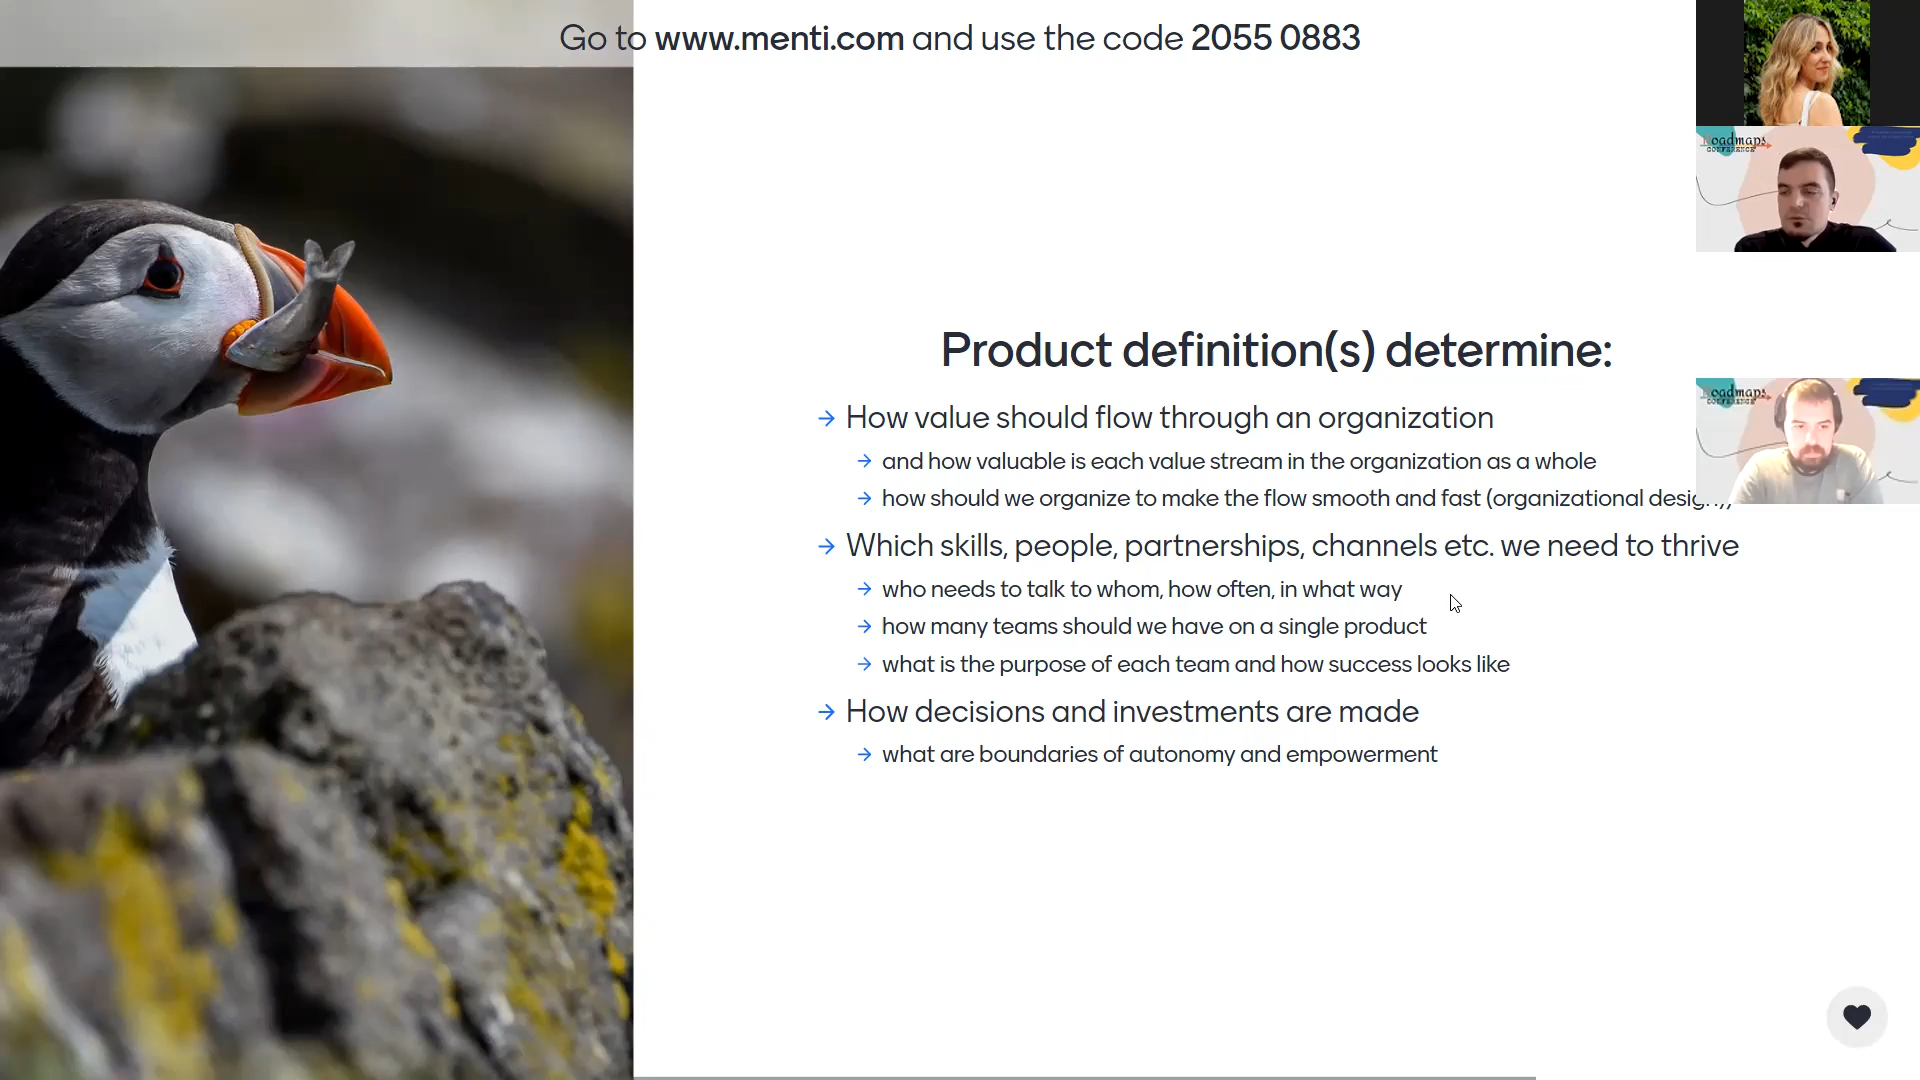 Go to www.menti.com and use the code 2055 0883
oadmaps
CONFERENCE
Product definition(s) determine:
→ How value should flow through an organization
→ and how valuable is each value stream in the organization as a whole
→ how should we organize to make the flow smooth and fast (organizational design))
→ Which skills, people, partnerships, channels etc. we need to thrive
→ who needs to talk to whom, how often, in what way
→ how many teams should we have on a single product
→ what is the purpose of each team and how success looks like
→ How decisions and investments are made
→ what are boundaries of autonomy and empowerment
oadmaps
CONFERENCE